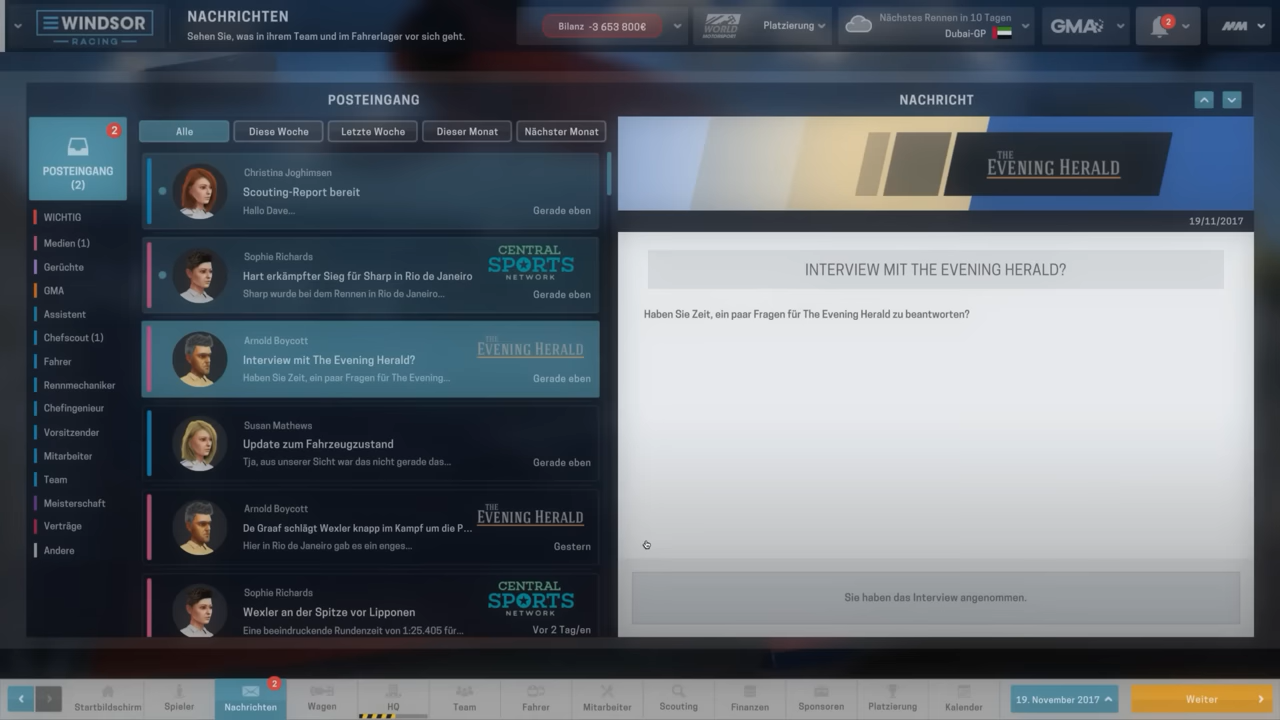 WINDSOR
RACING
NACHRICHTEN
Sehen Sie, was in ihrem Team und im Fahrerlager vor sich geht.
Bilanz -3 653 800€
WORLD
MOTORSPORT
Platzierung
Nächstes Rennen in 10 Tagen
Dubai-GP
GMA
2
MM
POSTEINGANG
2
POSTEINGANG
(2)
WICHTIG
Medien (1)
Gerüchte
GMA
Assistent
Chefscout (1)
Fahrer
Rennmechaniker
Chefingenieur
Vorsitzender
Mitarbeiter
Team
Meisterschaft
Verträge
Andere
Alle
Diese Woche
Letzte Woche
Dieser Monat
Nächster Monat
Christina Joghimsen
Scouting-Report bereit
Hallo Dave...
Gerade eben
Sophie Richards
Hart erkämpfter Sieg für Sharp in Rio de Janeiro
Sharp wurde bei dem Rennen in Rio de Janeiro...
CENTRAL
SPORTS
NETWORK
Gerade eben
Arnold Boycott
Interview mit The Evening Herald?
Haben Sie Zeit, ein paar Fragen für The Evening...
THE
EVENING HERALD
Gerade eben
Susan Mathews
Update zum Fahrzeugzustand
Tja, aus unserer Sicht war das nicht gerade das...
Gerade eben
Arnold Boycott
De Graaf schlägt Wexler knapp im Kampf um die P...
Hier in Rio de Janeiro gab es ein enges...
THE
EVENING HERALD
Gestern
Sophie Richards
Wexler an der Spitze vor Lipponen
Eine beeindruckende Rundenzeit von 1:25.405 für...
CENTRAL
SPORTS
NETWORK
Vor 2 Tag/en
NACHRICHT
THE
EVENING HERALD
19/11/2017
INTERVIEW MIT THE EVENING HERALD?
Haben Sie Zeit, ein paar Fragen für The Evening Herald zu beantworten?
Sie haben das Interview angenommen.
Startbildschirm
Spieler
Nachrichten
2
Wagen
HQ
Team
Fahrer
Mitarbeiter
Scouting
Finanzen
Sponsoren
Platzierung
Kalender
19. November 2017
Weiter